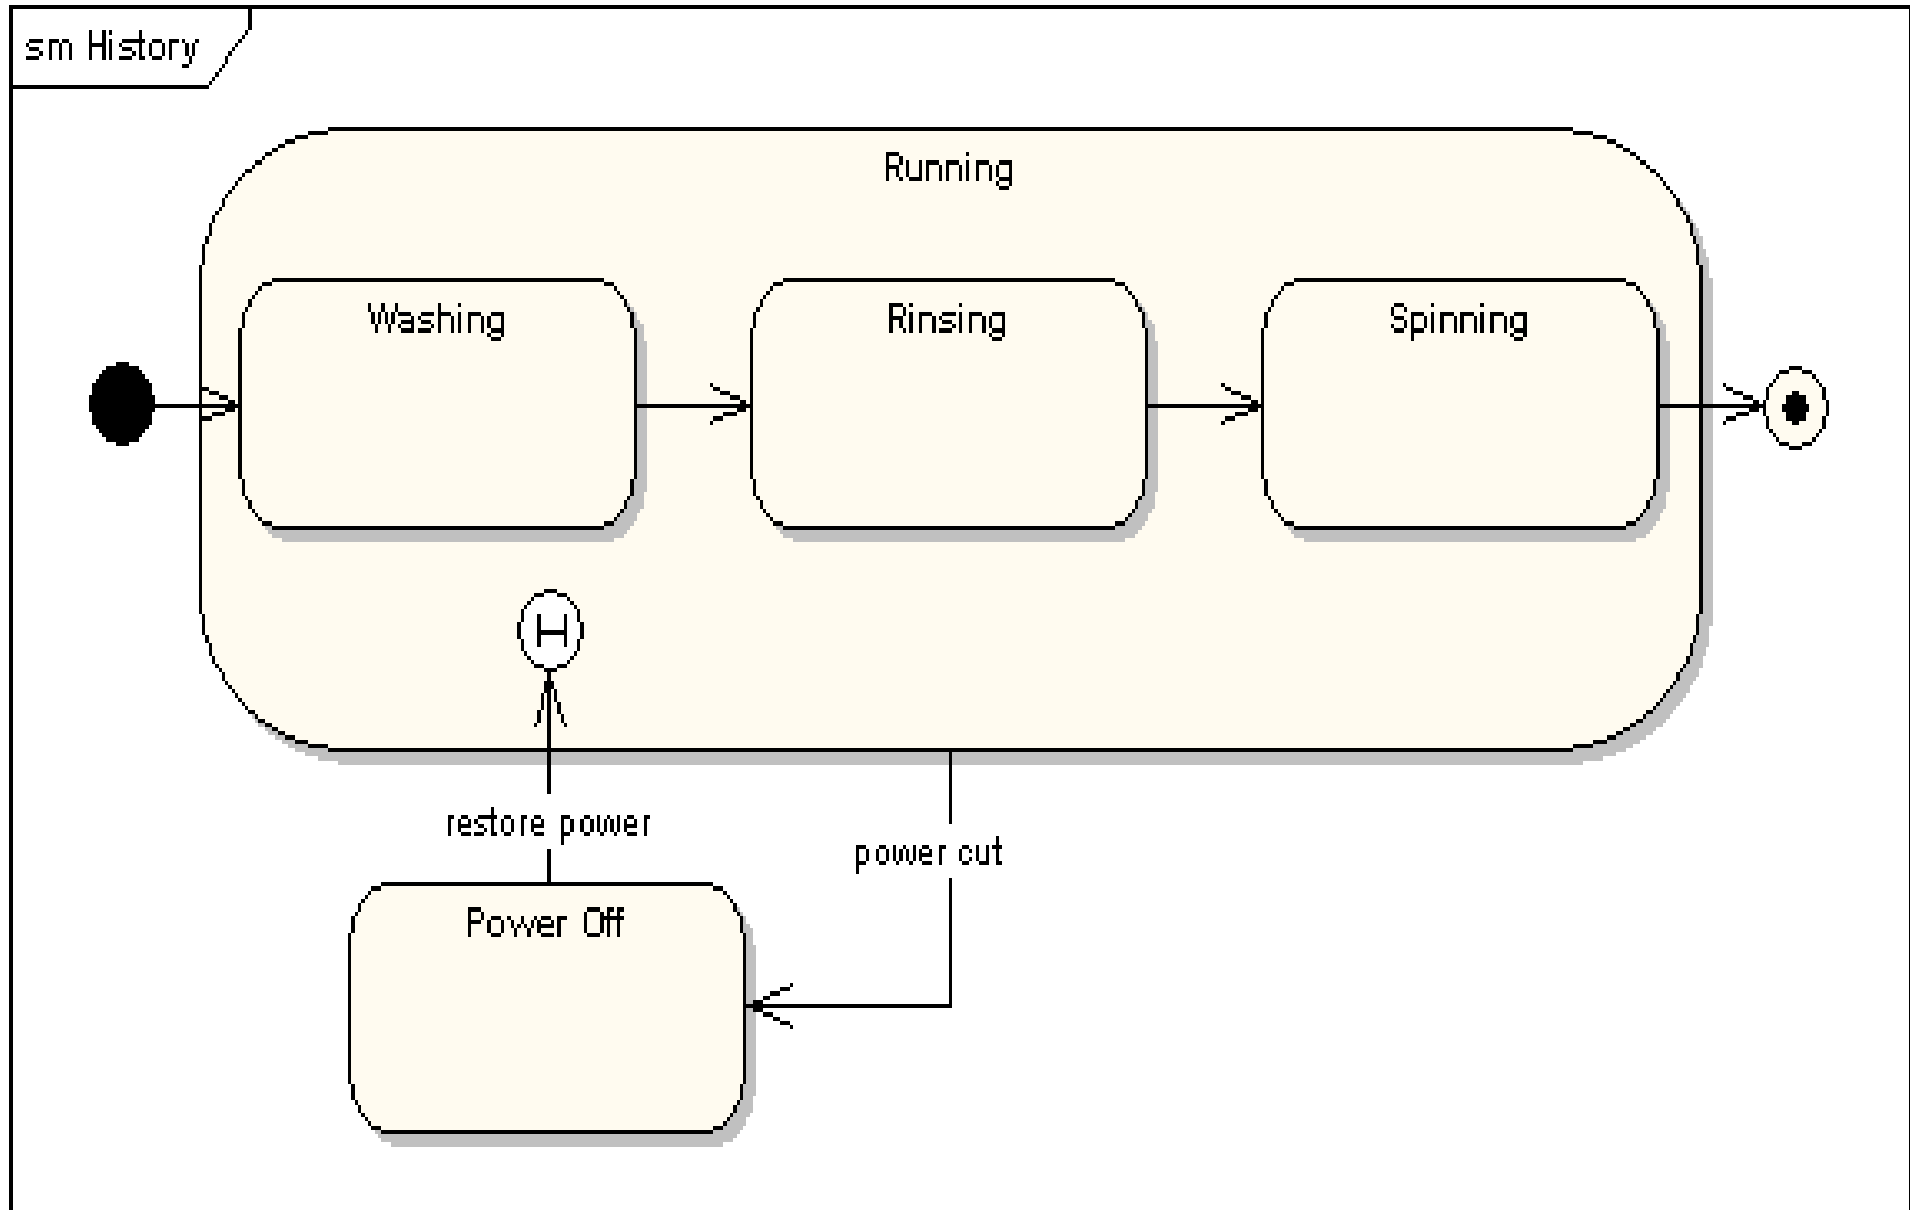 sm History
Running
Washing
Rinsing
Spinning
H
restore power
power cut
Power Off